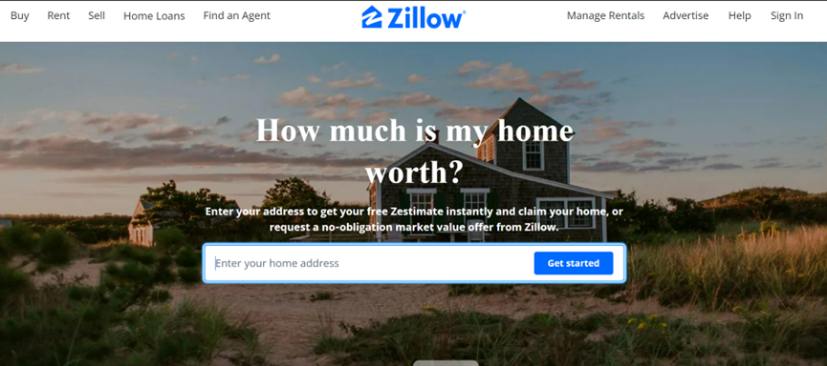 Buy Rent Sell Home Loans Find an Agent Zillow Manage Rentals Advertise Help Sign In
How much is my home
worth?
Enter your address to get your free Zestimate instantly and claim your home, or
request a no-obligation market value offer from Zillow.
Enter your home address Get started